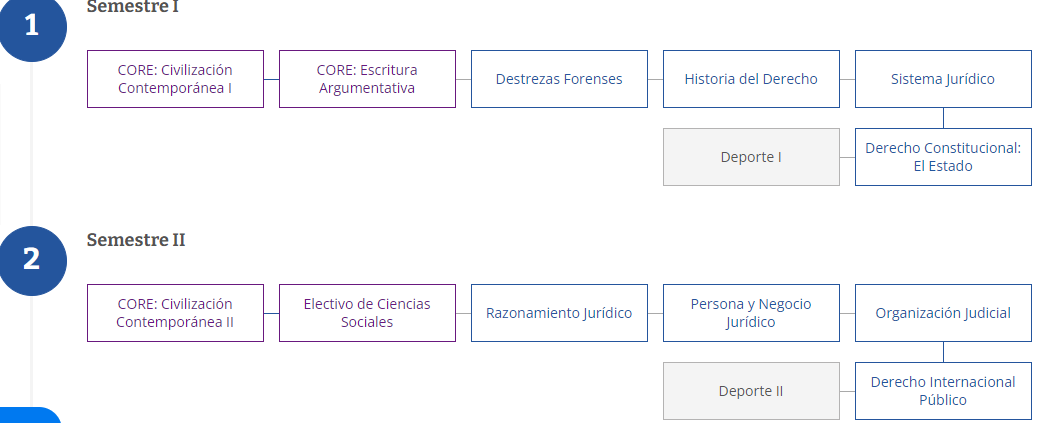 1
Semestre I
CORE: Civilización
Contemporánea I
CORE: Escritura
Argumentativa
Destrezas Forenses
Historia del Derecho
Sistema Jurídico
Deporte I
Derecho Constitucional:
El Estado
2
Semestre II
CORE: Civilización
Contemporánea II
Electivo de Ciencias
Sociales
Razonamiento Jurídico
Persona y Negocio
Jurídico
Organización Judicial
Deporte II
Derecho Internacional
Público